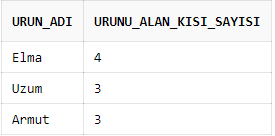 URUN_ADI URUNU_ALAN_KISI_SAYISI
Elma 4
Uzum 3
Armut 3